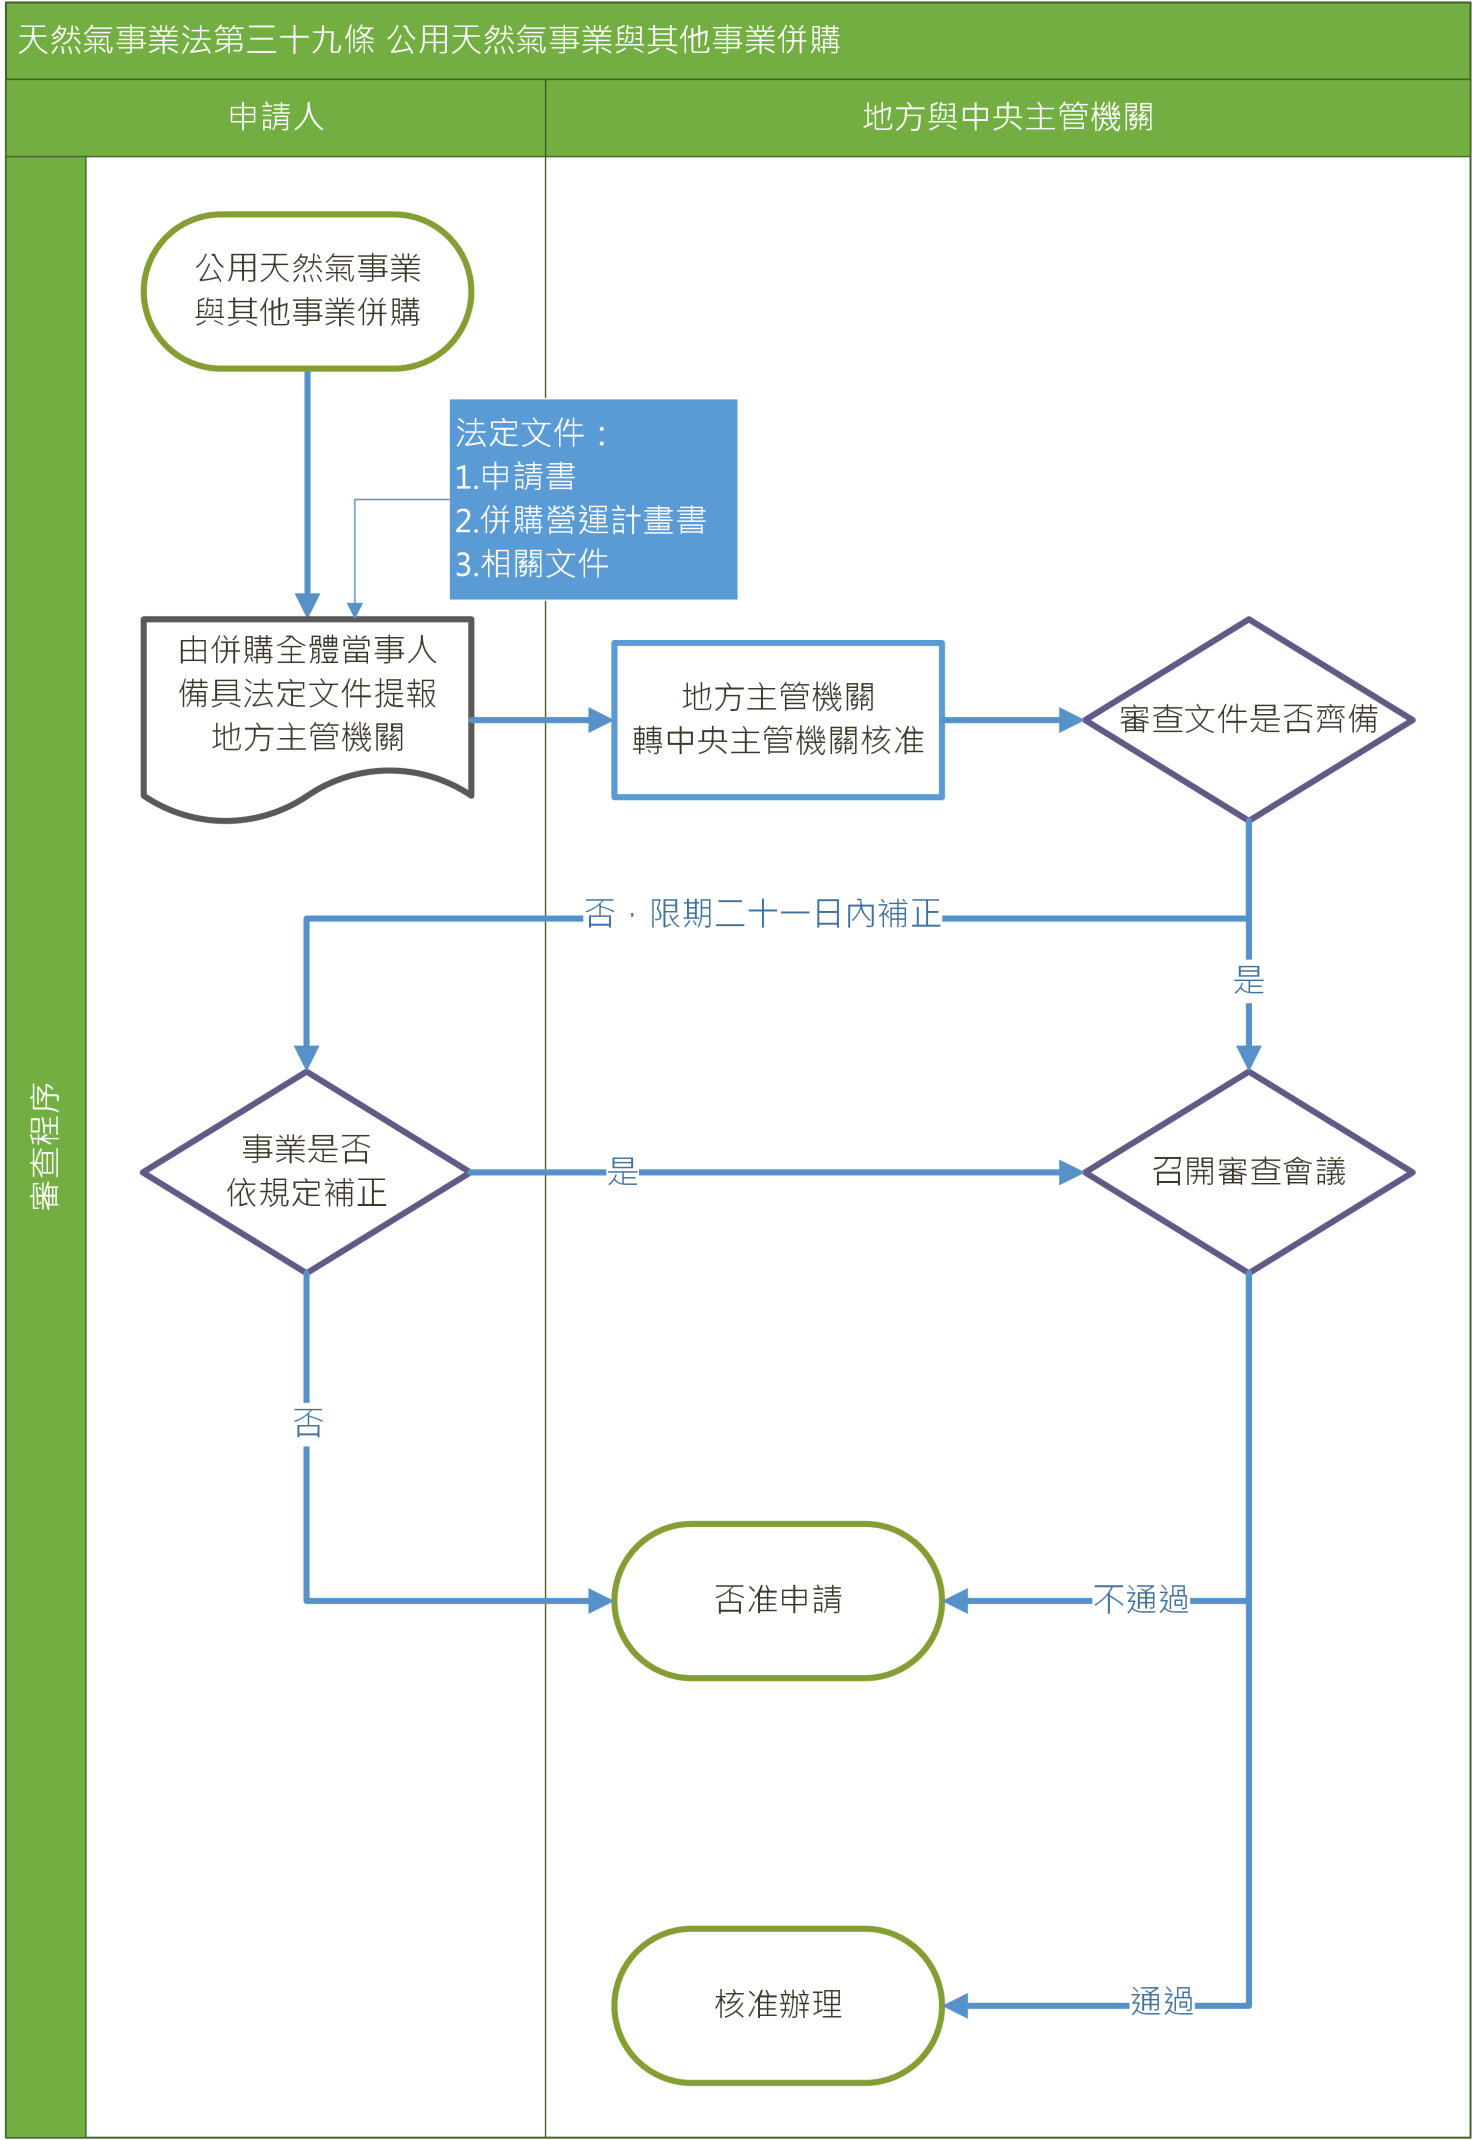 天然氣事業法第三十九條 公用天然氣事業與其他事業併購
申請人
地方與中央主管機關
審查程序
公用天然氣事業
與其他事業併購
法定文件：
1.申請書
2.併購營運計畫書
3.相關文件
由併購全體當事人
備具法定文件提報
地方主管機關
地方主管機關
轉中央主管機關核准
審查文件是否齊備
否，限期二十一日內補正
是
事業是否
依規定補正
是
召開審查會議
否
否准申請
不通過
核准辦理
通過